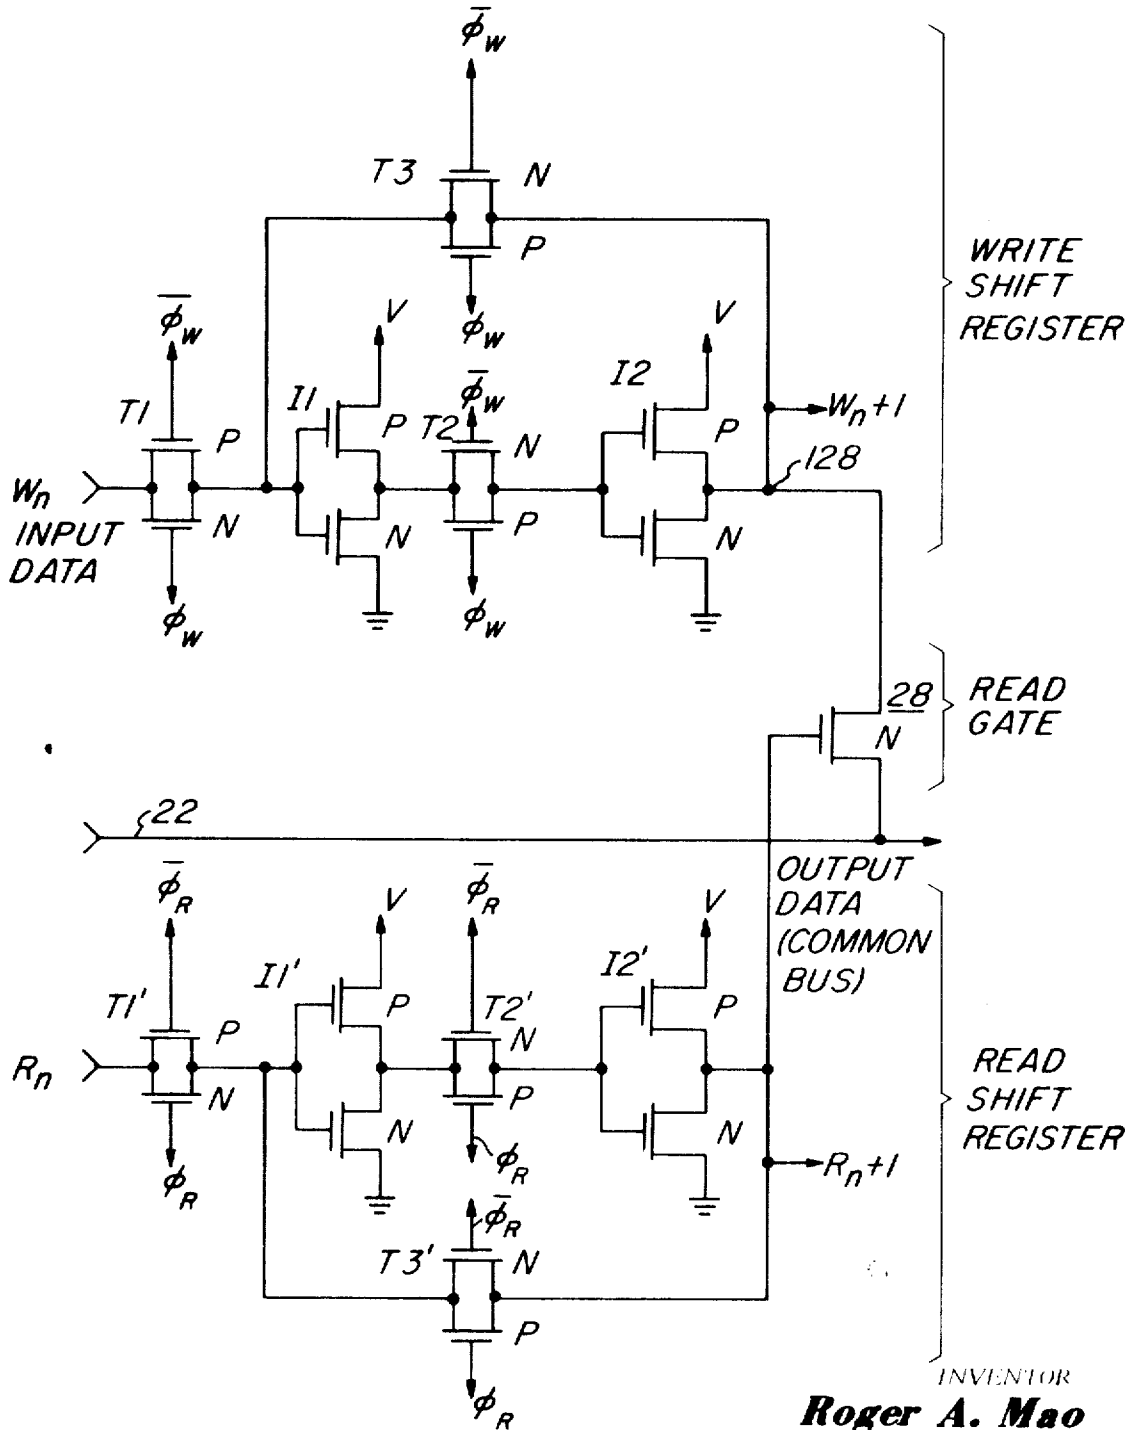 ϕ̅W
T3
N
P
ϕW
WRITE
SHIFT
REGISTER
ϕ̅W
T1
P
N
ϕW
Wn
INPUT
DATA
V
I1
P
N
ϕ̅W
T2
N
P
ϕW
V
I2
P
N
Wn+1
128
28
N
READ
GATE
22
OUTPUT
DATA
(COMMON
BUS)
ϕ̅R
T1'
P
N
ϕR
Rn
V
I1'
P
N
ϕ̅R
T2'
N
P
ϕR
V
I2'
P
N
Rn+1
READ
SHIFT
REGISTER
ϕ̅R
T3'
N
P
ϕR
INVENTOR
Roger A. Mao